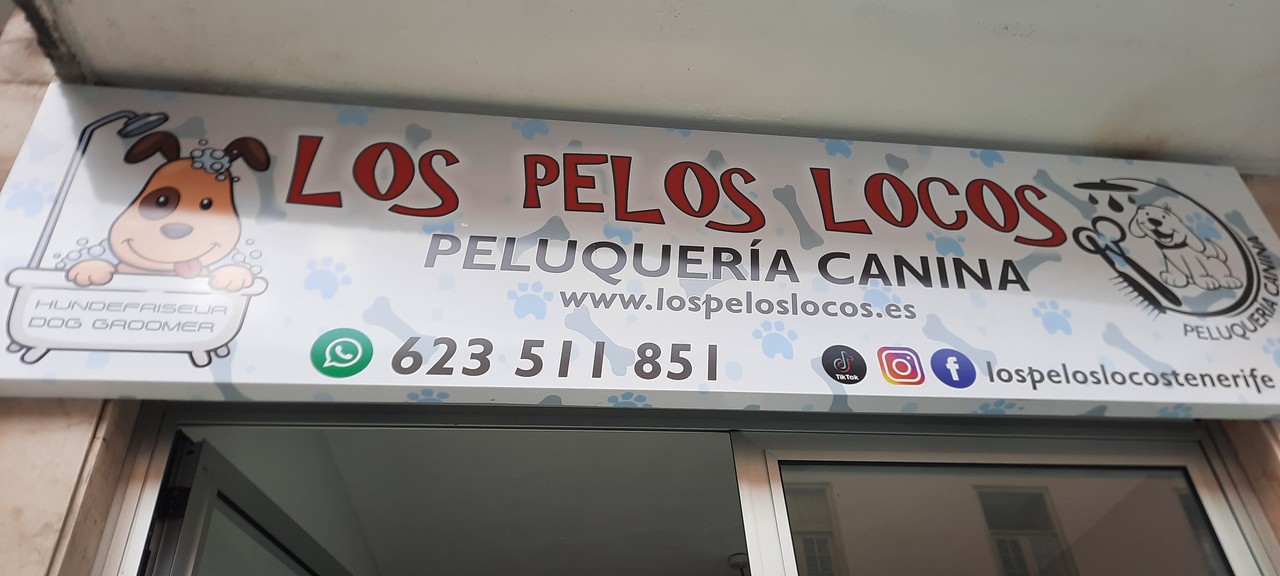 LOS PELOS LOCOS
PELUQUERÍA CANINA
www.lospeloslocos.es
HUNDEFRISEUR
DOG GROOMER
623 511 851
TikTok
lospeloslocostenerife
PELUQUERÍA CANINA